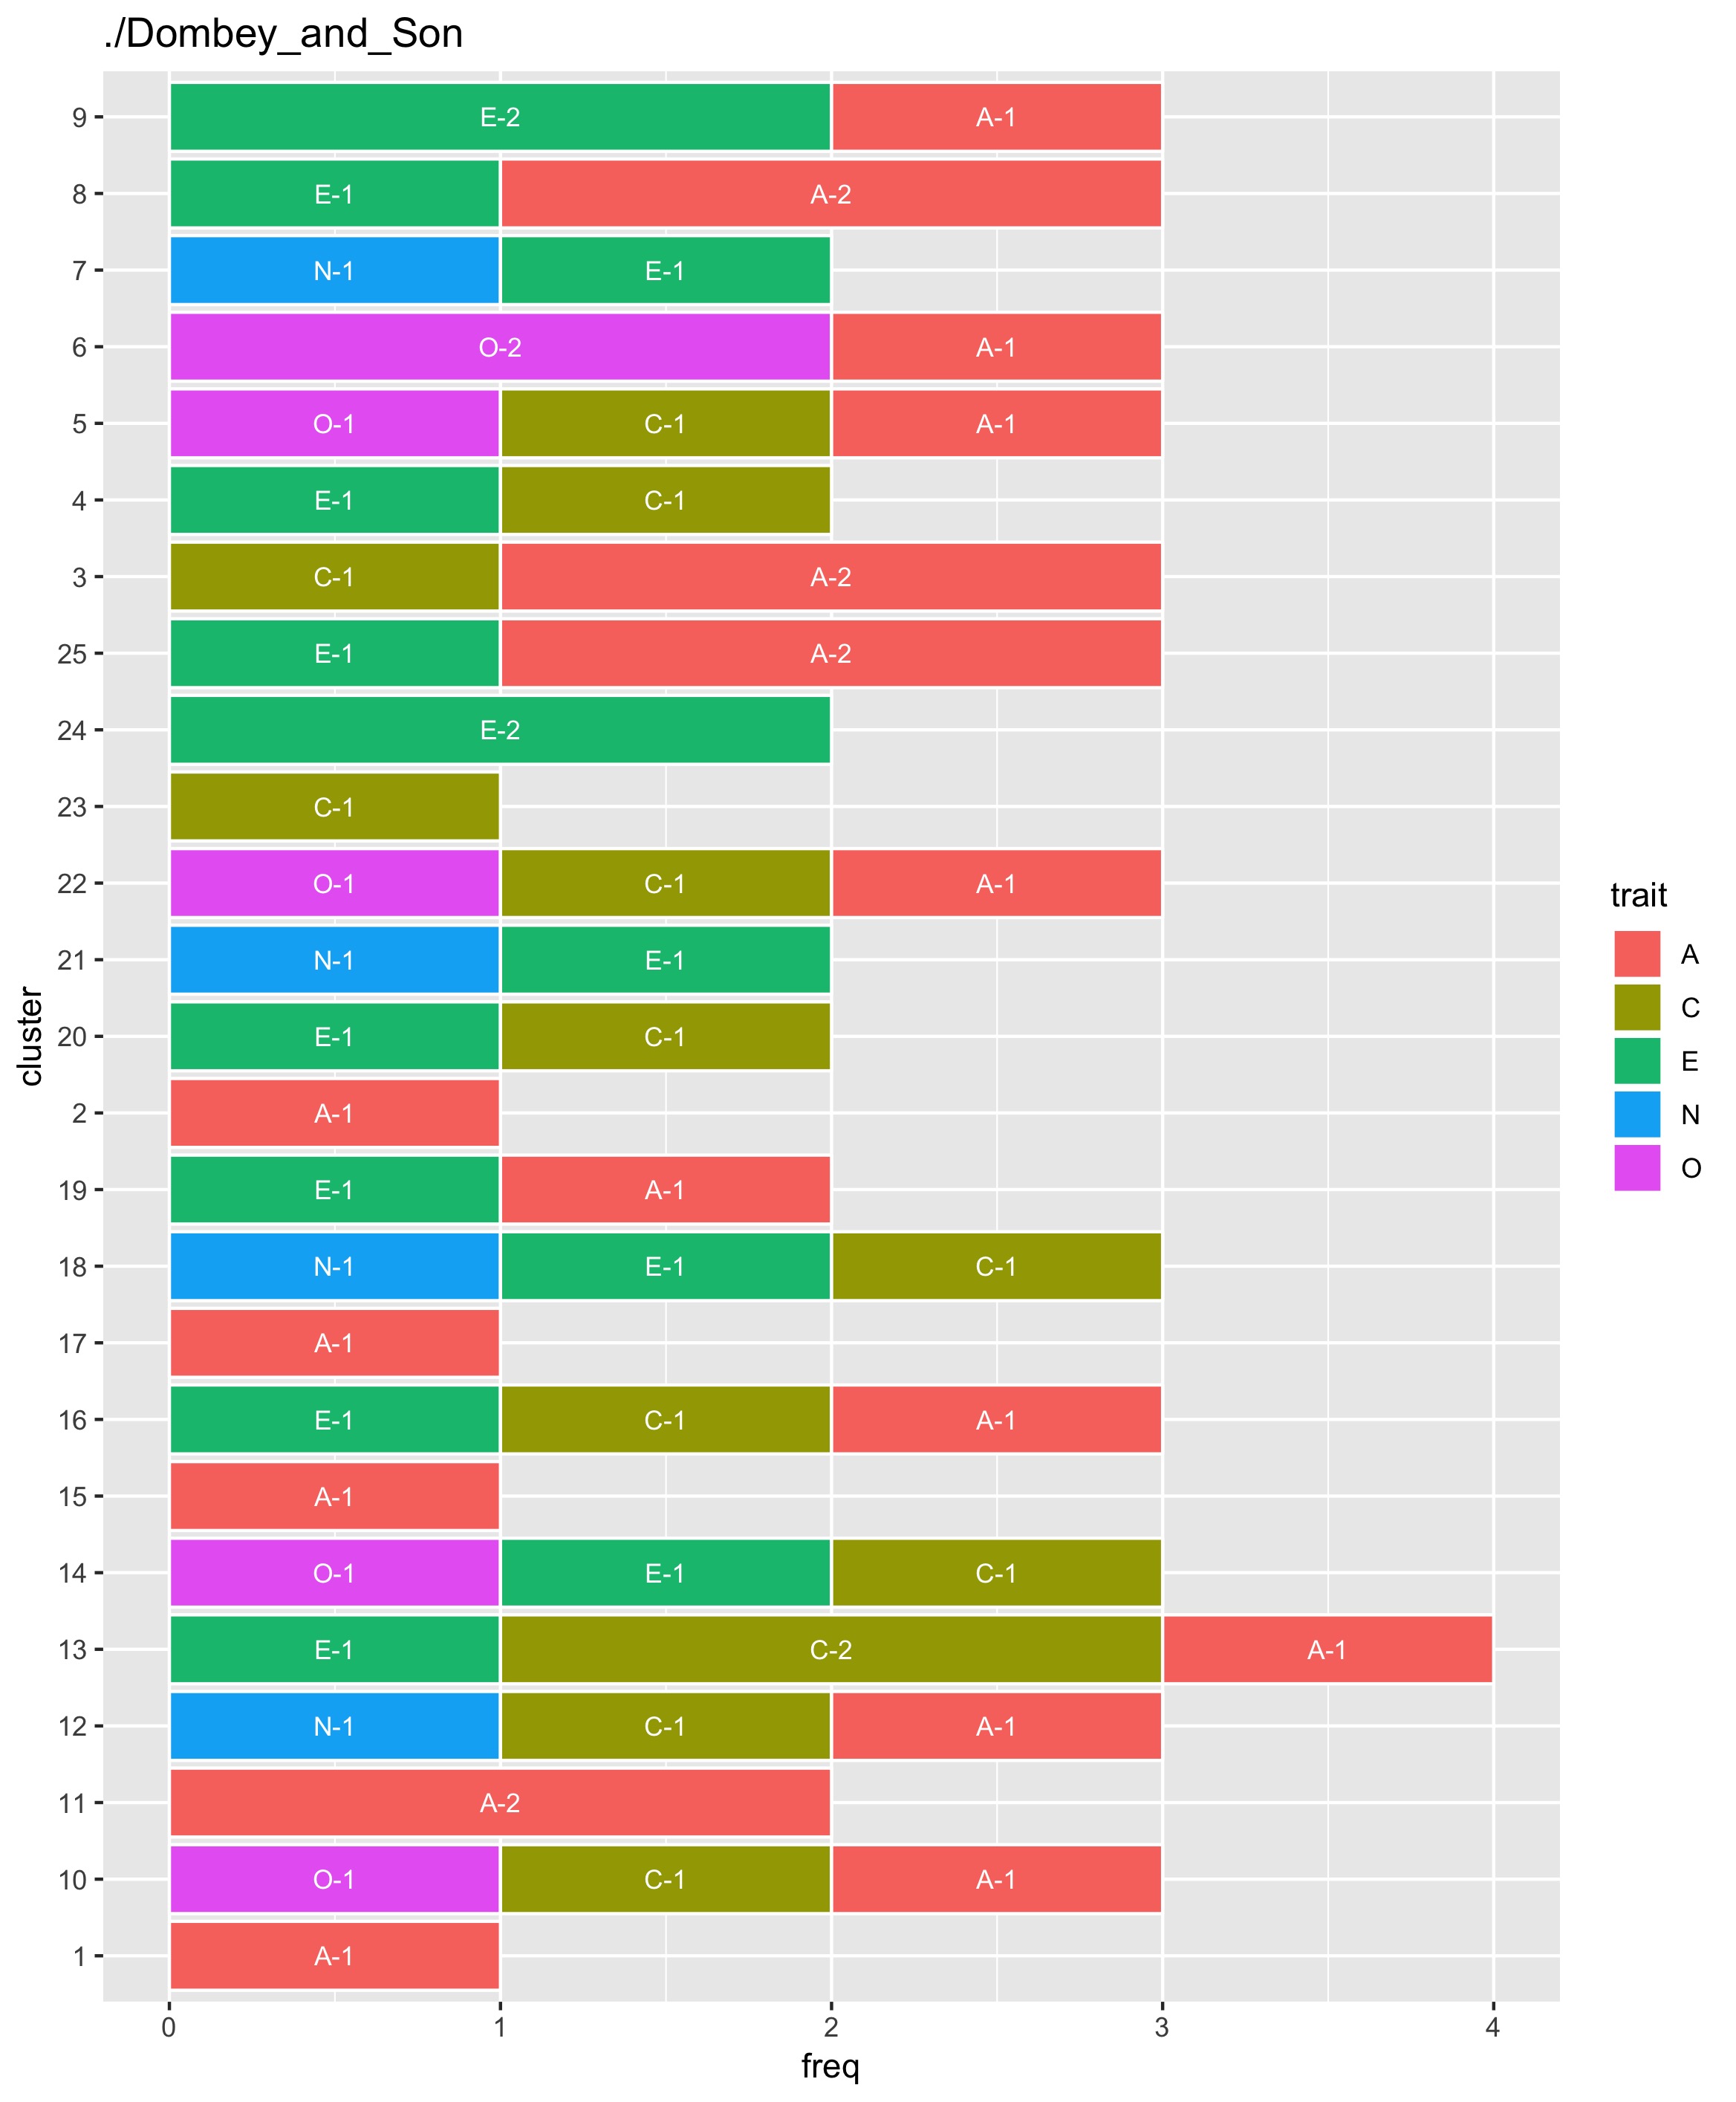 ./Dombey_and_Son
9 E-2 A-1
8 E-1 A-2
7 N-1 E-1
6 O-2 A-1
5 O-1 C-1 A-1
4 E-1 C-1
3 C-1 A-2
25 E-1 A-2
24 E-2
23 C-1
22 O-1 C-1 A-1
21 N-1 E-1
20 E-1 C-1
2 A-1
19 E-1 A-1
18 N-1 E-1 C-1
17 A-1
16 E-1 C-1 A-1
15 A-1
14 O-1 E-1 C-1
13 E-1 C-2 A-1
12 N-1 C-1 A-1
11 A-2
10 O-1 C-1 A-1
1 A-1
0 1 2 3 4
freq
cluster
trait
A
C
E
N
O